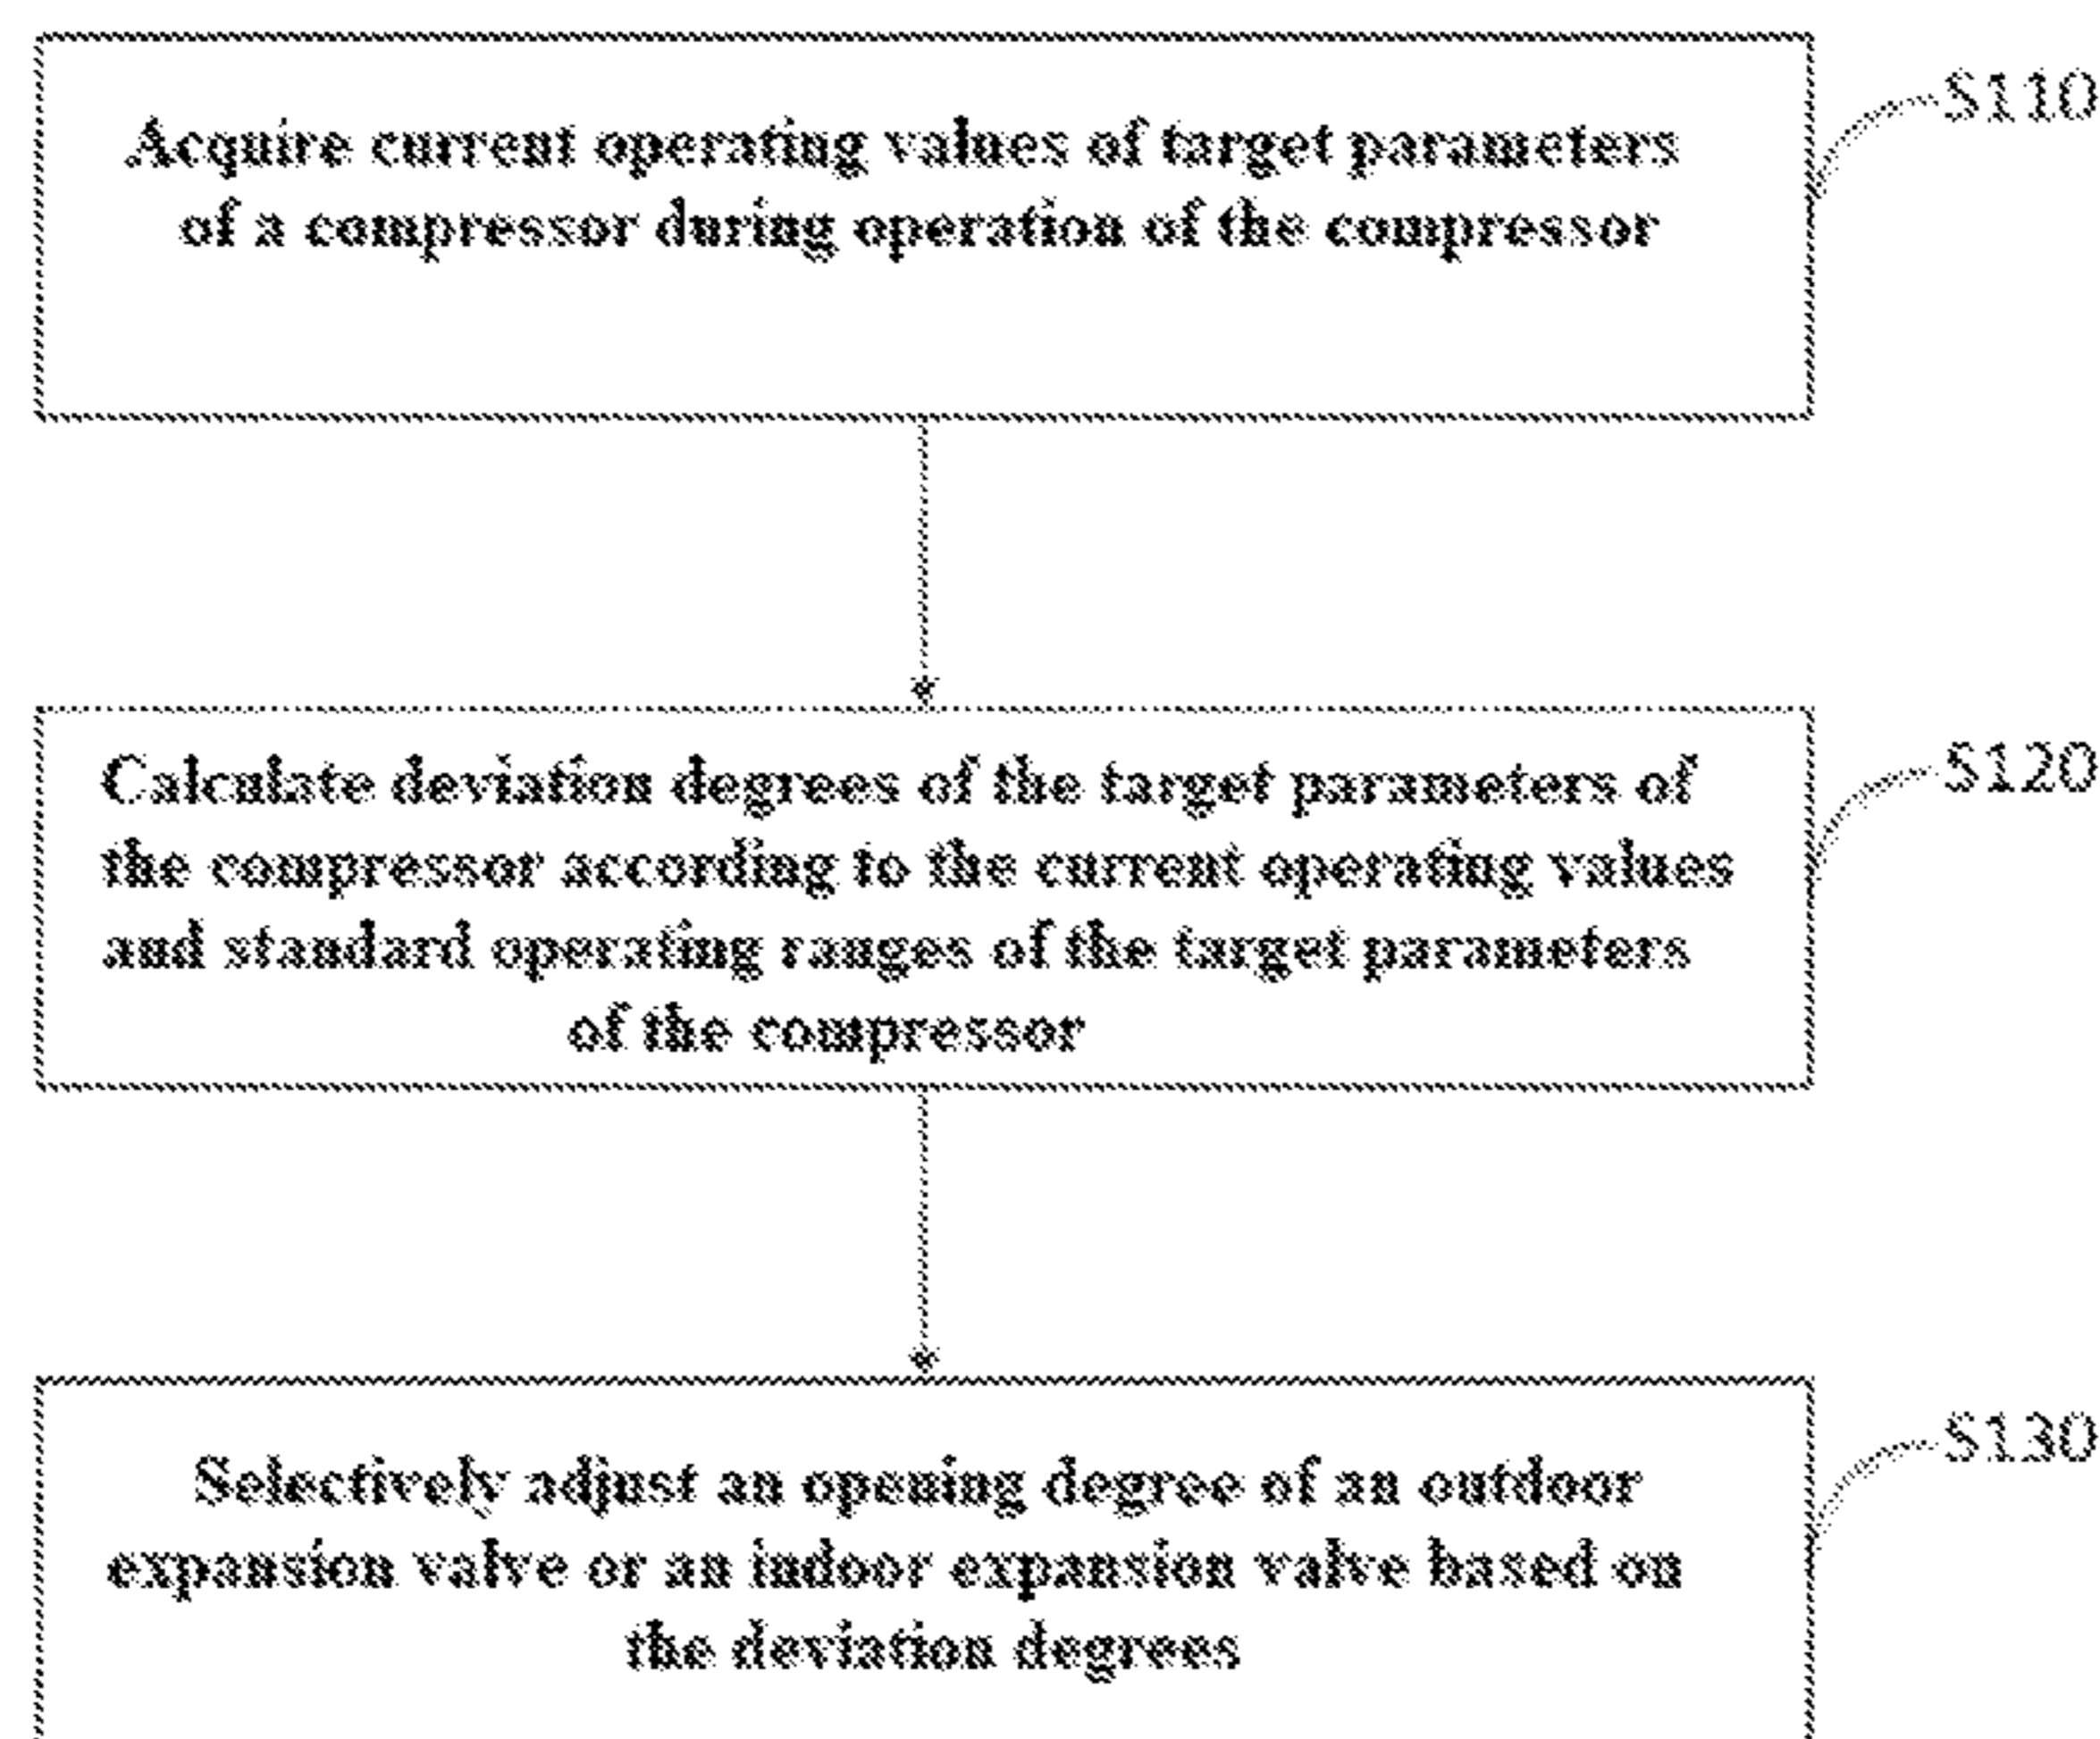 Acquire current operating values of target parameters
of a compressor during operation of the compressor
S110
Calculate deviation degrees of the target parameters of
the compressor according to the current operating values
and standard operating ranges of the target parameters
of the compressor
S120
Selectively adjust an opening degree of an outdoor
expansion valve or an indoor expansion valve based on
the deviation degrees
S130